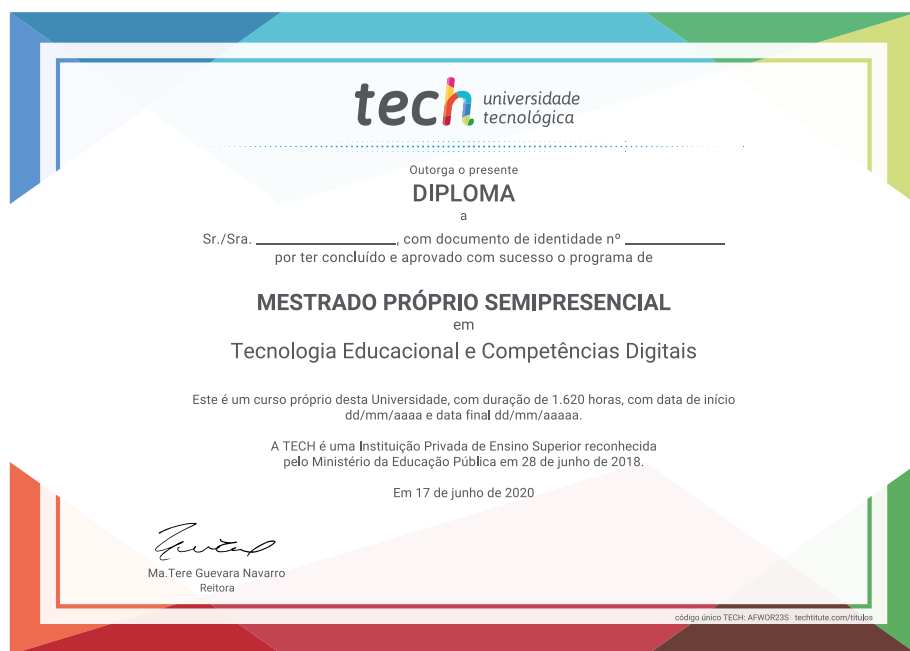 tech universidade
tecnológica
Outorga o presente
DIPLOMA
a
Sr./Sra. ____________________, com documento de identidade nº ______________
por ter concluído e aprovado com sucesso o programa de
MESTRADO PRÓPRIO SEMIPRESENCIAL
em
Tecnologia Educacional e Competências Digitais
Este é um curso próprio desta Universidade, com duração de 1.620 horas, com data de início
dd/mm/aaaa e data final dd/mm/aaaaa.
A TECH é uma Instituição Privada de Ensino Superior reconhecida
pelo Ministério da Educação Pública em 28 de junho de 2018.
Em 17 de junho de 2020
Ma.Tere Guevara Navarro
Reitora
código único TECH: AFWOR23S techtitute.com/titulos